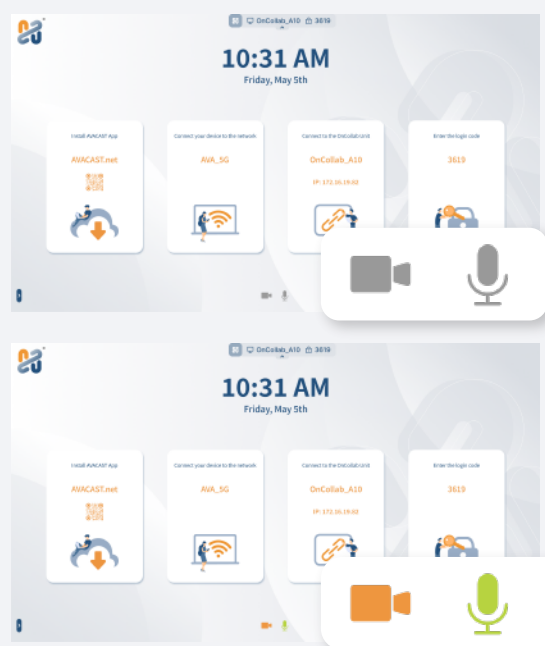 OnCollab_A10 3619
10:31 AM
Friday, May 5th
Install AVACAST App
AVACAST.net
Connect your device to the network
AVA_5G
Connect to the OnCollab Unit
OnCollab_A10
IP: 172.16.19.62
Enter the login code
3619
OnCollab_A10 3619
10:31 AM
Friday, May 5th
Install AVACAST App
AVACAST.net
Connect your device to the network
AVA_5G
Connect to the OnCollab Unit
OnCollab_A10
IP: 172.16.19.62
Enter the login code
3619